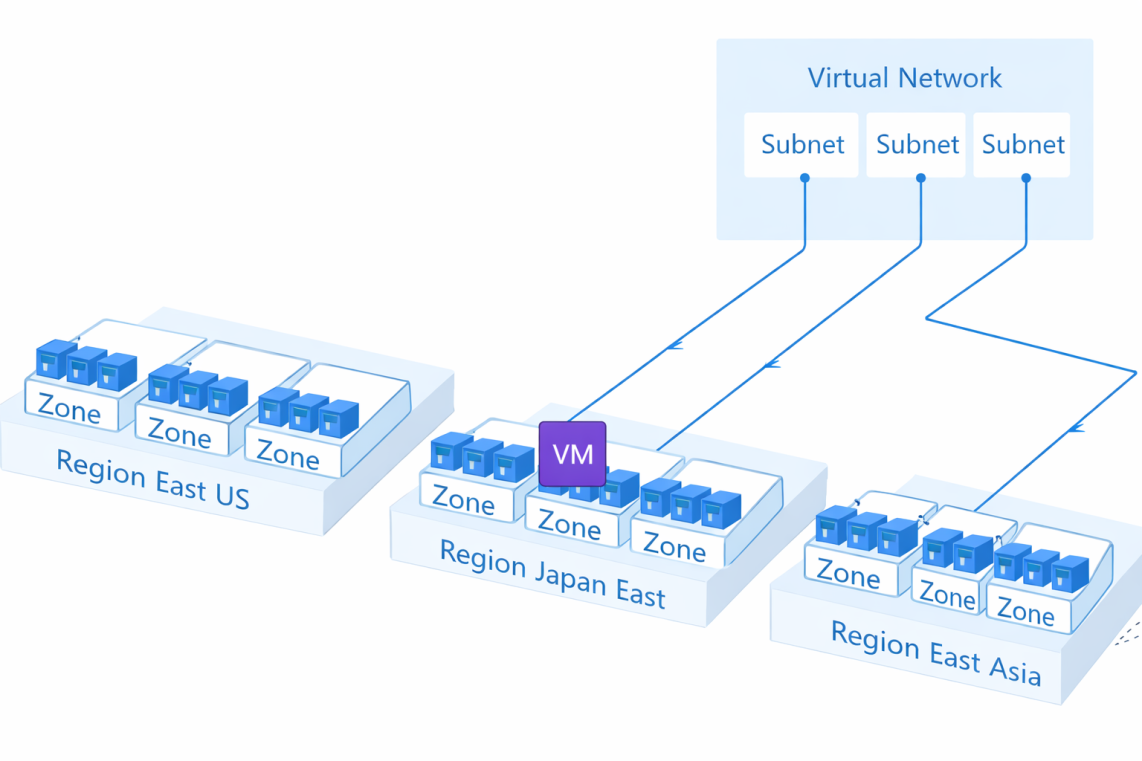 Virtual Network
Subnet Subnet Subnet
Zone Zone Zone
Region East US
VM
Zone Zone Zone
Region Japan East
Zone Zone Zone
Region East Asia